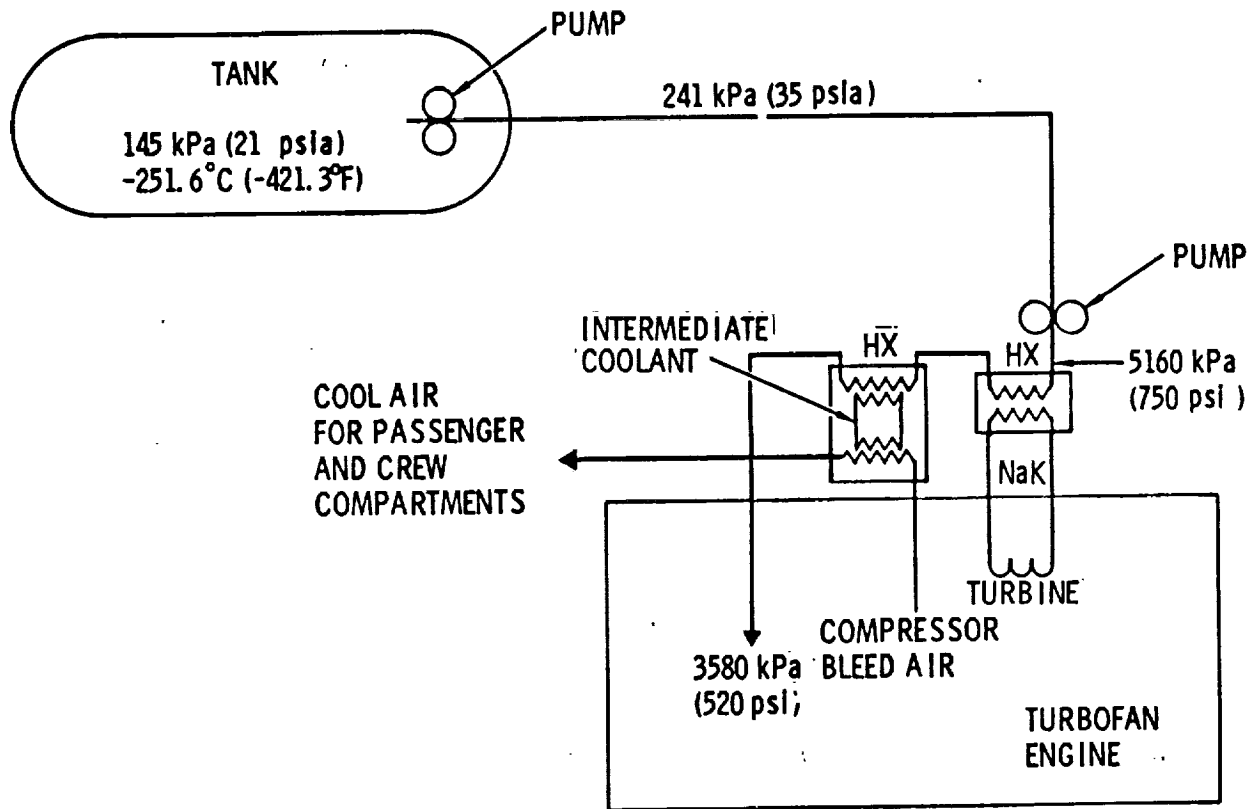 PUMP
TANK
145 kPa (21 psia)
-251.6°C (-421.3°F)
241 kPa (35 psia)
PUMP
INTERMEDIATE
COOLANT
HX
HX
5160 kPa
(750 psi )
COOL AIR
FOR PASSENGER
AND CREW
COMPARTMENTS
NaK
TURBINE
COMPRESSOR
BLEED AIR
3580 kPa
(520 psi,
TURBOFAN
ENGINE